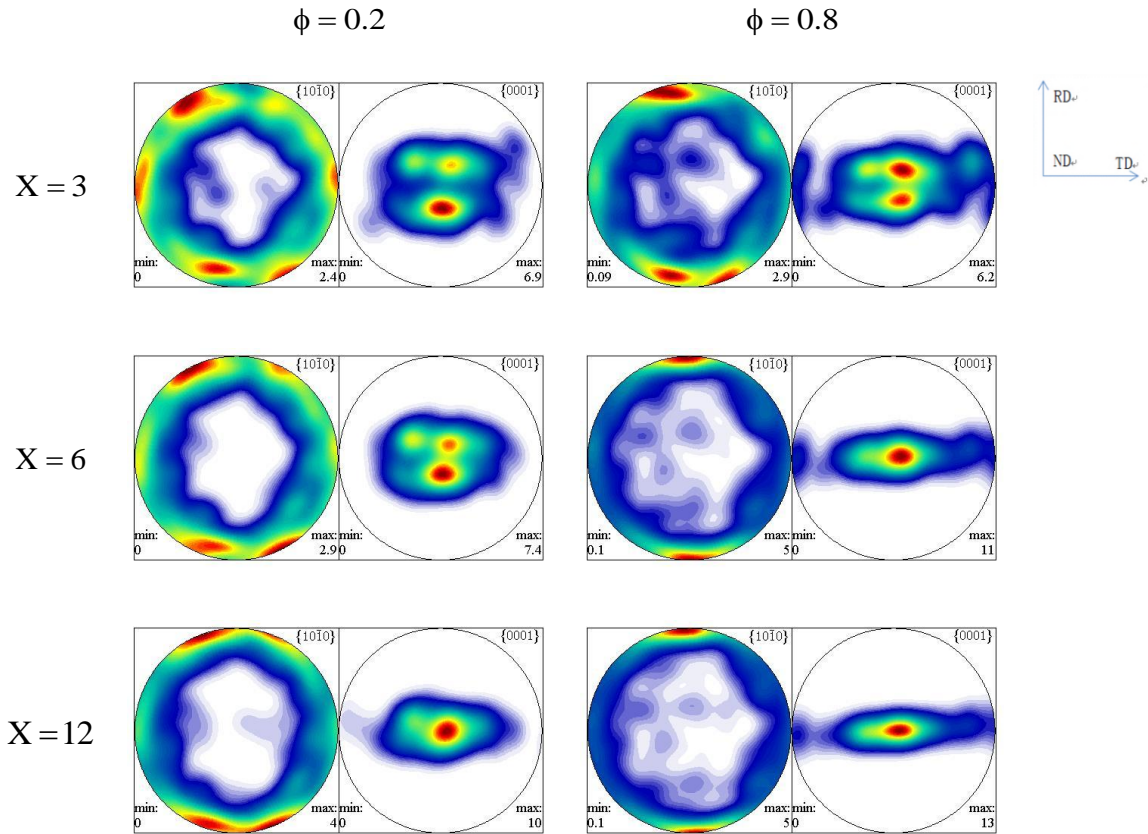 ϕ = 0.2 ϕ = 0.8
{101̄0} {0001} {101̄0} {0001}
RD
ND TD
X = 3
min: max: min: max: min: max: min: max:
0 2.4 0 6.9 0.09 2.9 0 6.2
{101̄0} {0001} {101̄0} {0001}
X = 6
min: max: min: max: min: max: min: max:
0 2.9 0 7.4 0.1 5 0 11
{101̄0} {0001} {101̄0} {0001}
X = 12
min: max: min: max: min: max: min: max:
0 4 0 10 0.1 5 0 13